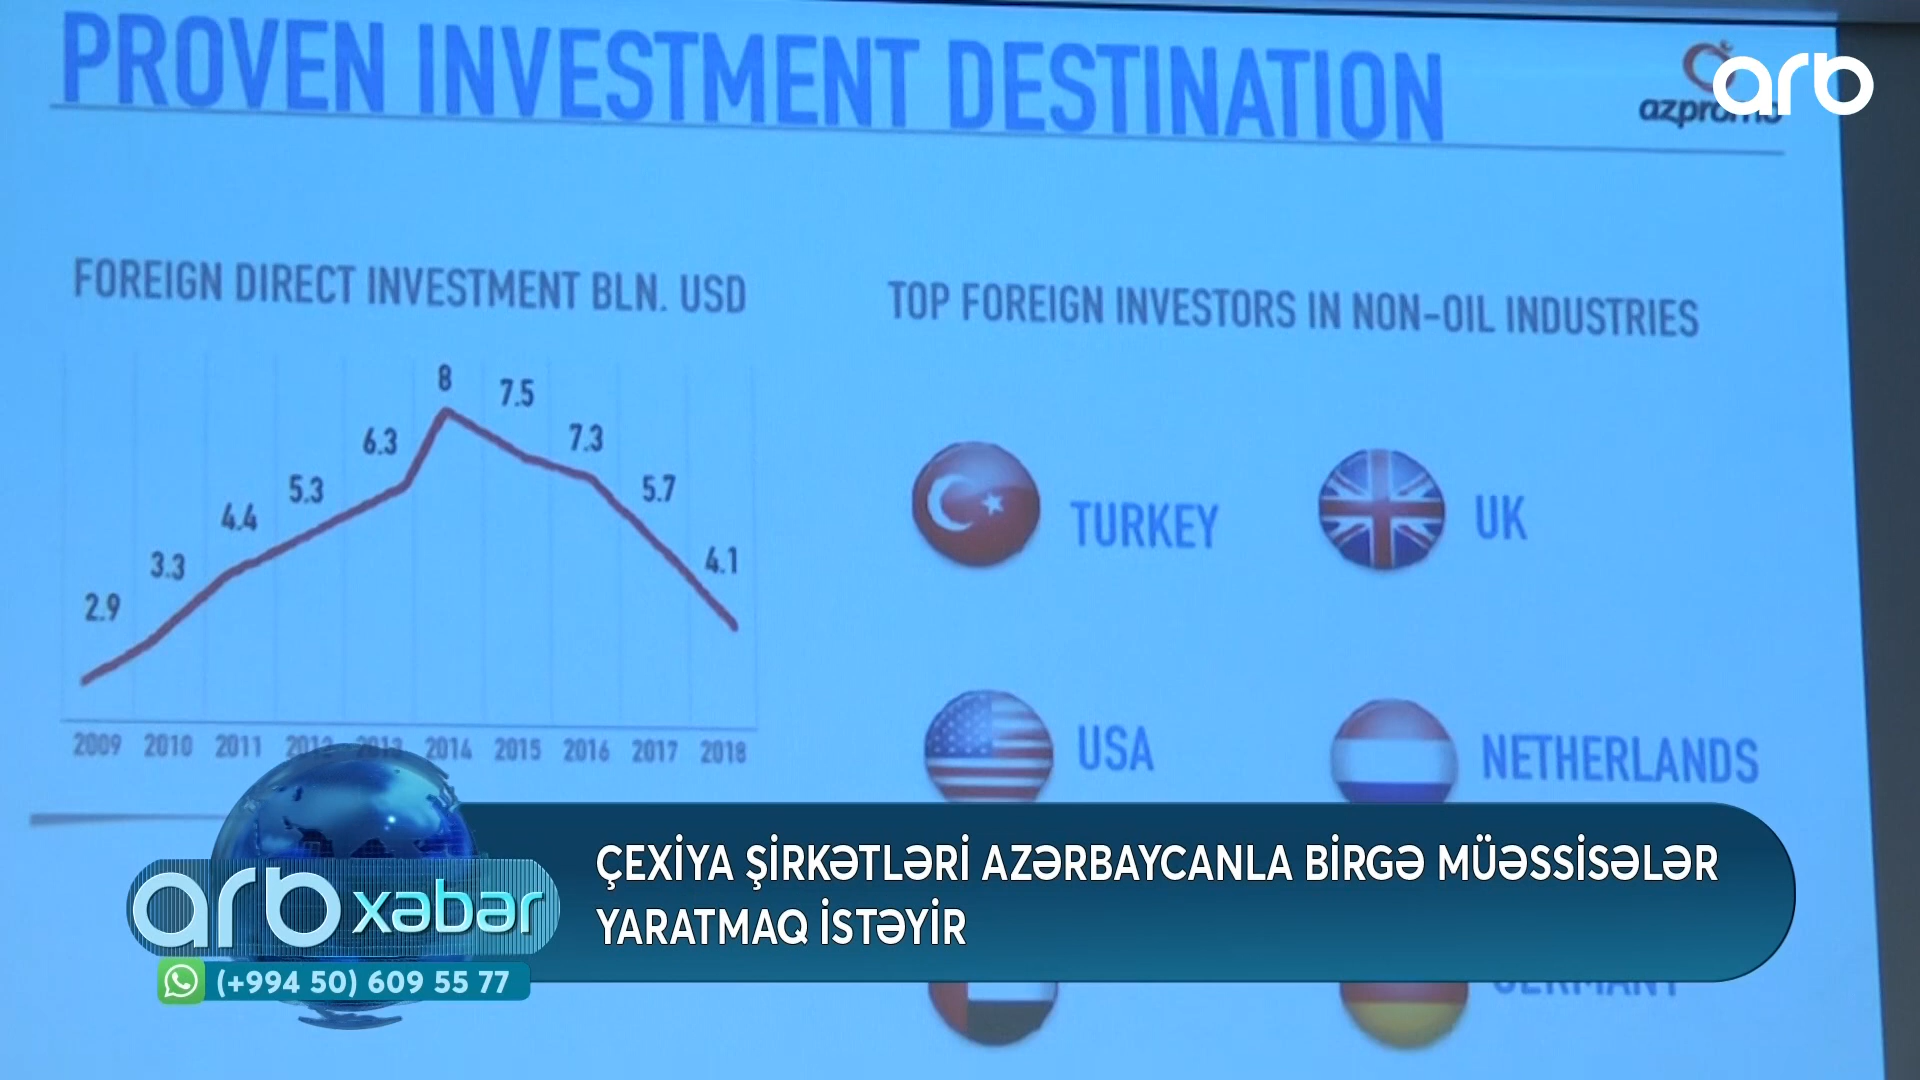 PROVEN INVESTMENT DESTINATION
arb
FOREIGN DIRECT INVESTMENT BLN. USD
TOP FOREIGN INVESTORS IN NON-OIL INDUSTRIES
8
7.5
6.3
7.3
5.3
5.7
4.4
4.1
3.3
2.9
TURKEY
UK
USA
NETHERLANDS
2009 2010 2011 2012 2013 2014 2015 2016 2017 2018
ÇEXİYA ŞİRKƏTLƏRİ AZƏRBAYCANLA BİRGƏ MÜƏSSİSƏLƏR
YARATMAQ İSTƏYİR
arb xəbər
(+994 50) 609 55 77
GERMANY